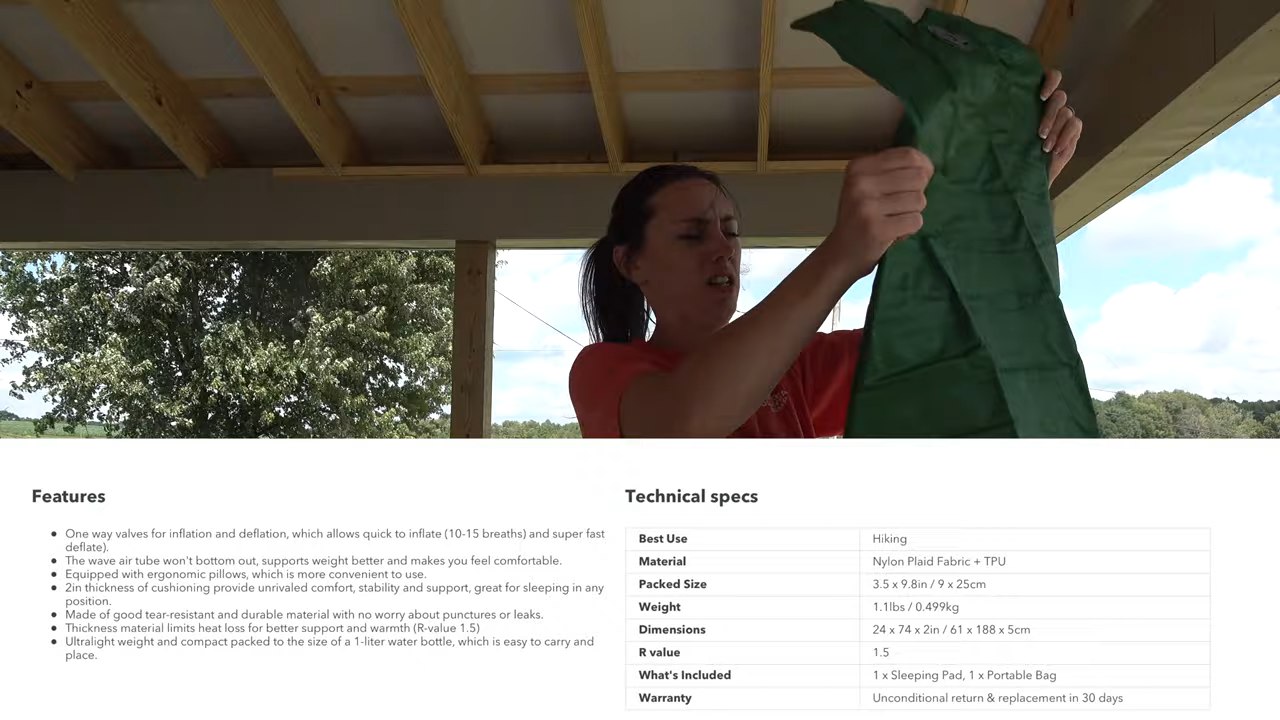 Features
One way valves for inflation and deflation, which allows quick to inflate (10-15 breaths) and super fast
deflate).
The wave air tube won't bottom out, supports weight better and makes you feel comfortable.
Equipped with ergonomic pillows, which is more convenient to use.
2in thickness of cushioning provide unrivaled comfort, stability and support, great for sleeping in any
position.
Made of good tear-resistant and durable material with no worry about punctures or leaks.
Thickness material limits heat loss for better support and warmth (R-value 1.5)
Ultralight weight and compact packed to the size of a 1-liter water bottle, which is easy to carry and
place.
Technical specs
Best Use Hiking
Material Nylon Plaid Fabric + TPU
Packed Size 3.5 x 9.8in / 9 x 25cm
Weight 1.1lbs / 0.499kg
Dimensions 24 x 74 x 2in / 61 x 188 x 5cm
R value 1.5
What's Included 1 x Sleeping Pad, 1 x Portable Bag
Warranty Unconditional return & replacement in 30 days